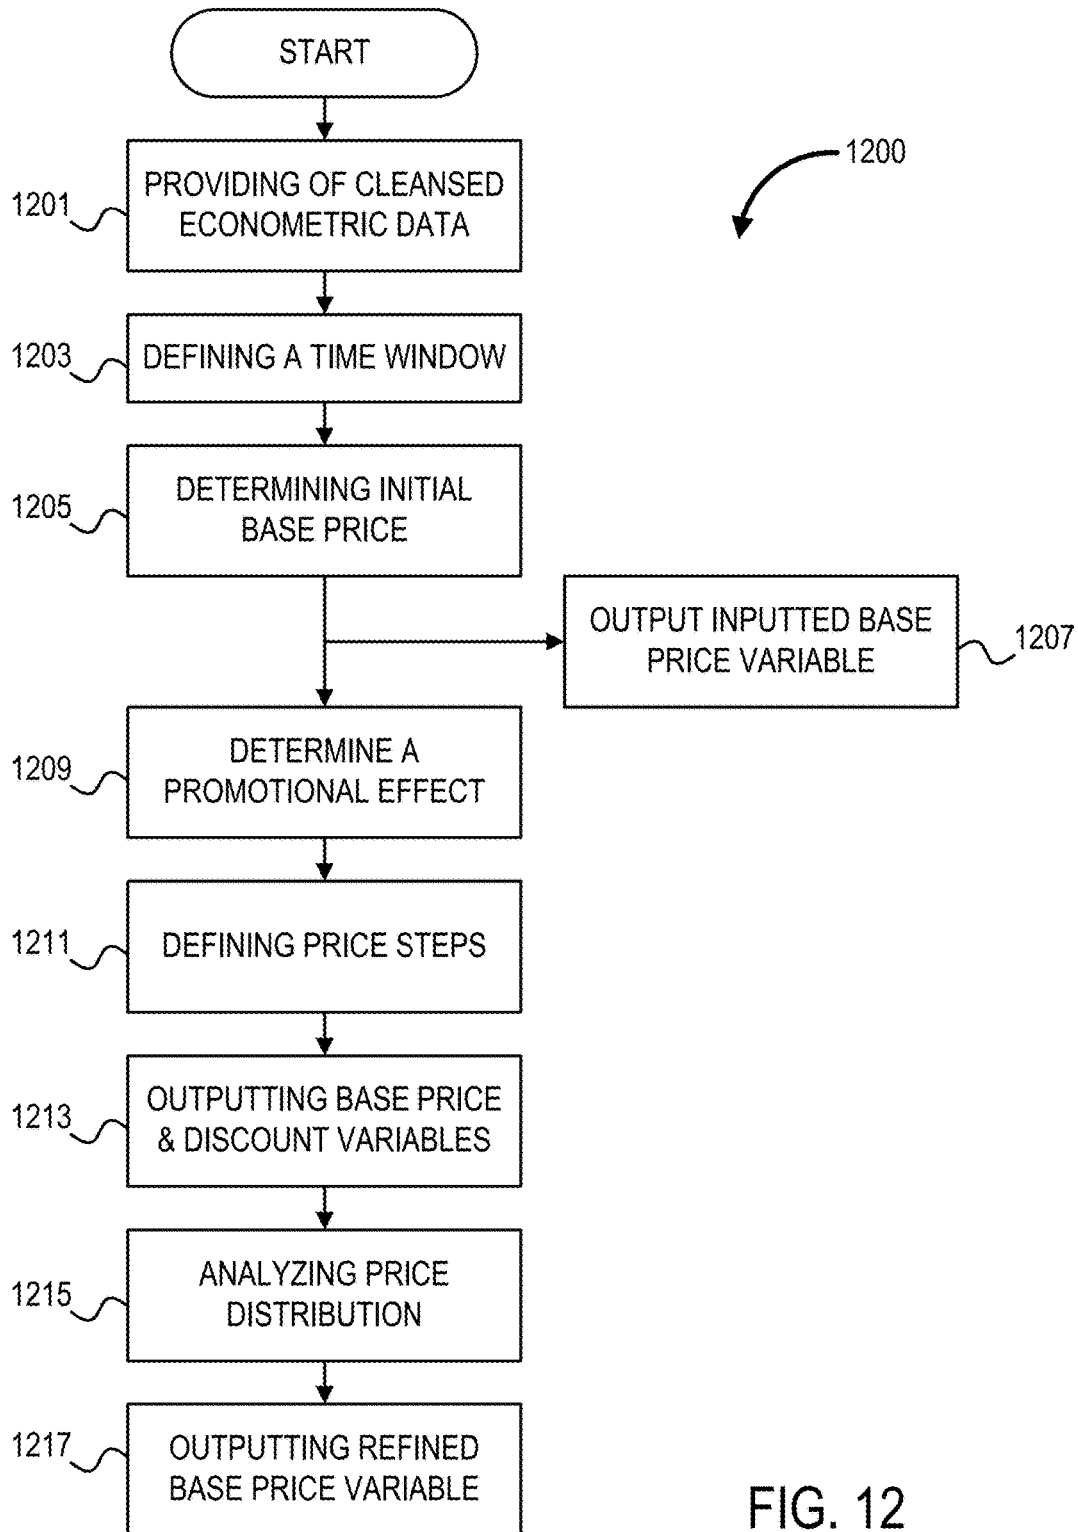 START
1200
1201
PROVIDING OF CLEANSED
ECONOMETRIC DATA
1203
DEFINING A TIME WINDOW
1205
DETERMINING INITIAL
BASE PRICE
OUTPUT INPUTTED BASE
PRICE VARIABLE
1207
1209
DETERMINE A
PROMOTIONAL EFFECT
1211
DEFINING PRICE STEPS
1213
OUTPUTTING BASE PRICE
& DISCOUNT VARIABLES
1215
ANALYZING PRICE
DISTRIBUTION
1217
OUTPUTTING REFINED
BASE PRICE VARIABLE
FIG. 12